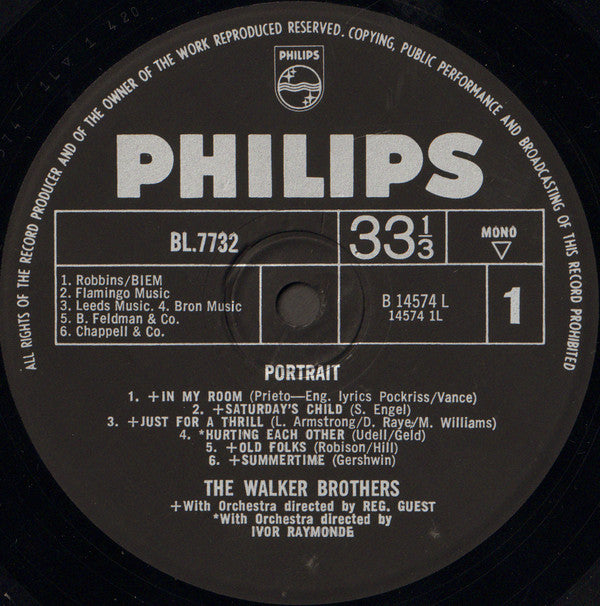 ALL RIGHTS OF THE RECORD PRODUCER AND OF THE OWNER OF THE WORK REPRODUCED RESERVED. COPYING, PUBLIC PERFORMANCE AND BROADCASTING OF THIS RECORD PROHIBITED
PHILIPS
PHILIPS
BL.7732
33 1/3
MONO
1. Robbins/BIEM
2. Flamingo Music
3. Leeds Music. 4. Bron Music
5. B. Feldman & Co.
6. Chappell & Co.
B 14574 L
14574 1L
1
PORTRAIT
1. +IN MY ROOM (Prieto—Eng. lyrics Pockriss/Vance)
2. +SATURDAY'S CHILD (S. Engel)
3. +JUST FOR A THRILL (L. Armstrong/D. Raye/M. Williams)
4. *HURTING EACH OTHER (Udell/Geld)
5. +OLD FOLKS (Robison/Hill)
6. +SUMMERTIME (Gershwin)
THE WALKER BROTHERS
+With Orchestra directed by REG. GUEST
*With Orchestra directed by
IVOR RAYMONDE